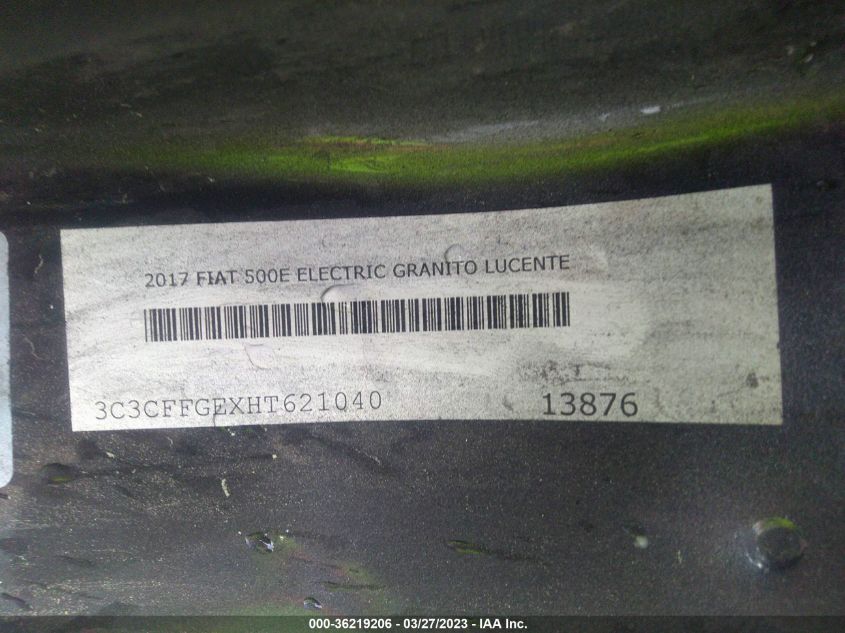 2017 FIAT 500E ELECTRIC GRANITO LUCENTE
3C3CFFGEXHT621040 13876
000-36219206 - 03/27/2023 - IAA Inc.